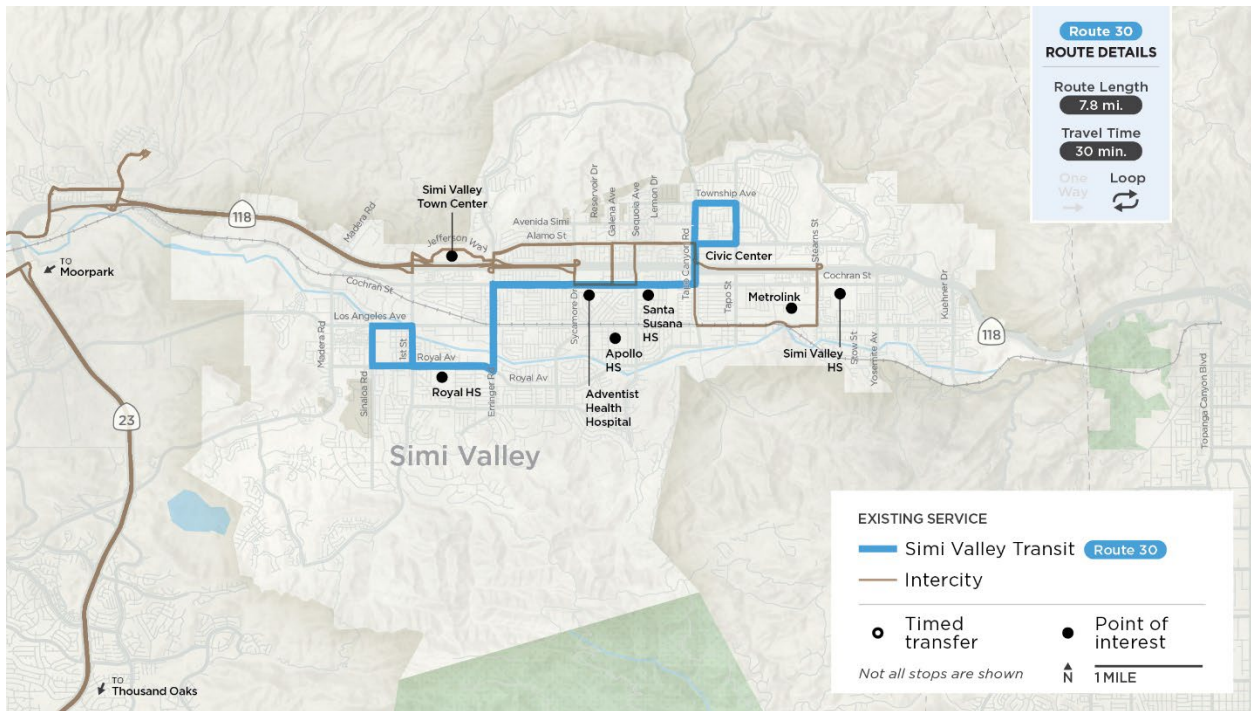 Route 30
ROUTE DETAILS
Route Length
7.8 mi.
Travel Time
30 min.
One
Way
Loop
Simi Valley
Town Center
118
Madera Rd
Jefferson Way
Avenida Simi
Alamo St
Reservoir Dr
Galena Ave
Sequoia Ave
Lemon Dr
Township Ave
Tapo Canyon Rd
Civic Center
Stearns St
Cochran St
TO
Moorpark
Cochran St
Sycamore Dr
Santa
Susana
HS
Tapo St
Metrolink
Kuehner Dr
118
Los Angeles Ave
Madera Rd
1st St
Royal Av
Royal HS
Erringer Rd
Royal Av
Apollo
HS
Adventist
Health
Hospital
Simi Valley
HS
Stow St
Yosemite Av
Topanga Canyon Blvd
Sinaloa Rd
23
Simi Valley
TO
Thousand Oaks
EXISTING SERVICE
Simi Valley Transit Route 30
Intercity
Timed
transfer
Point of
interest
Not all stops are shown
N
1 MILE